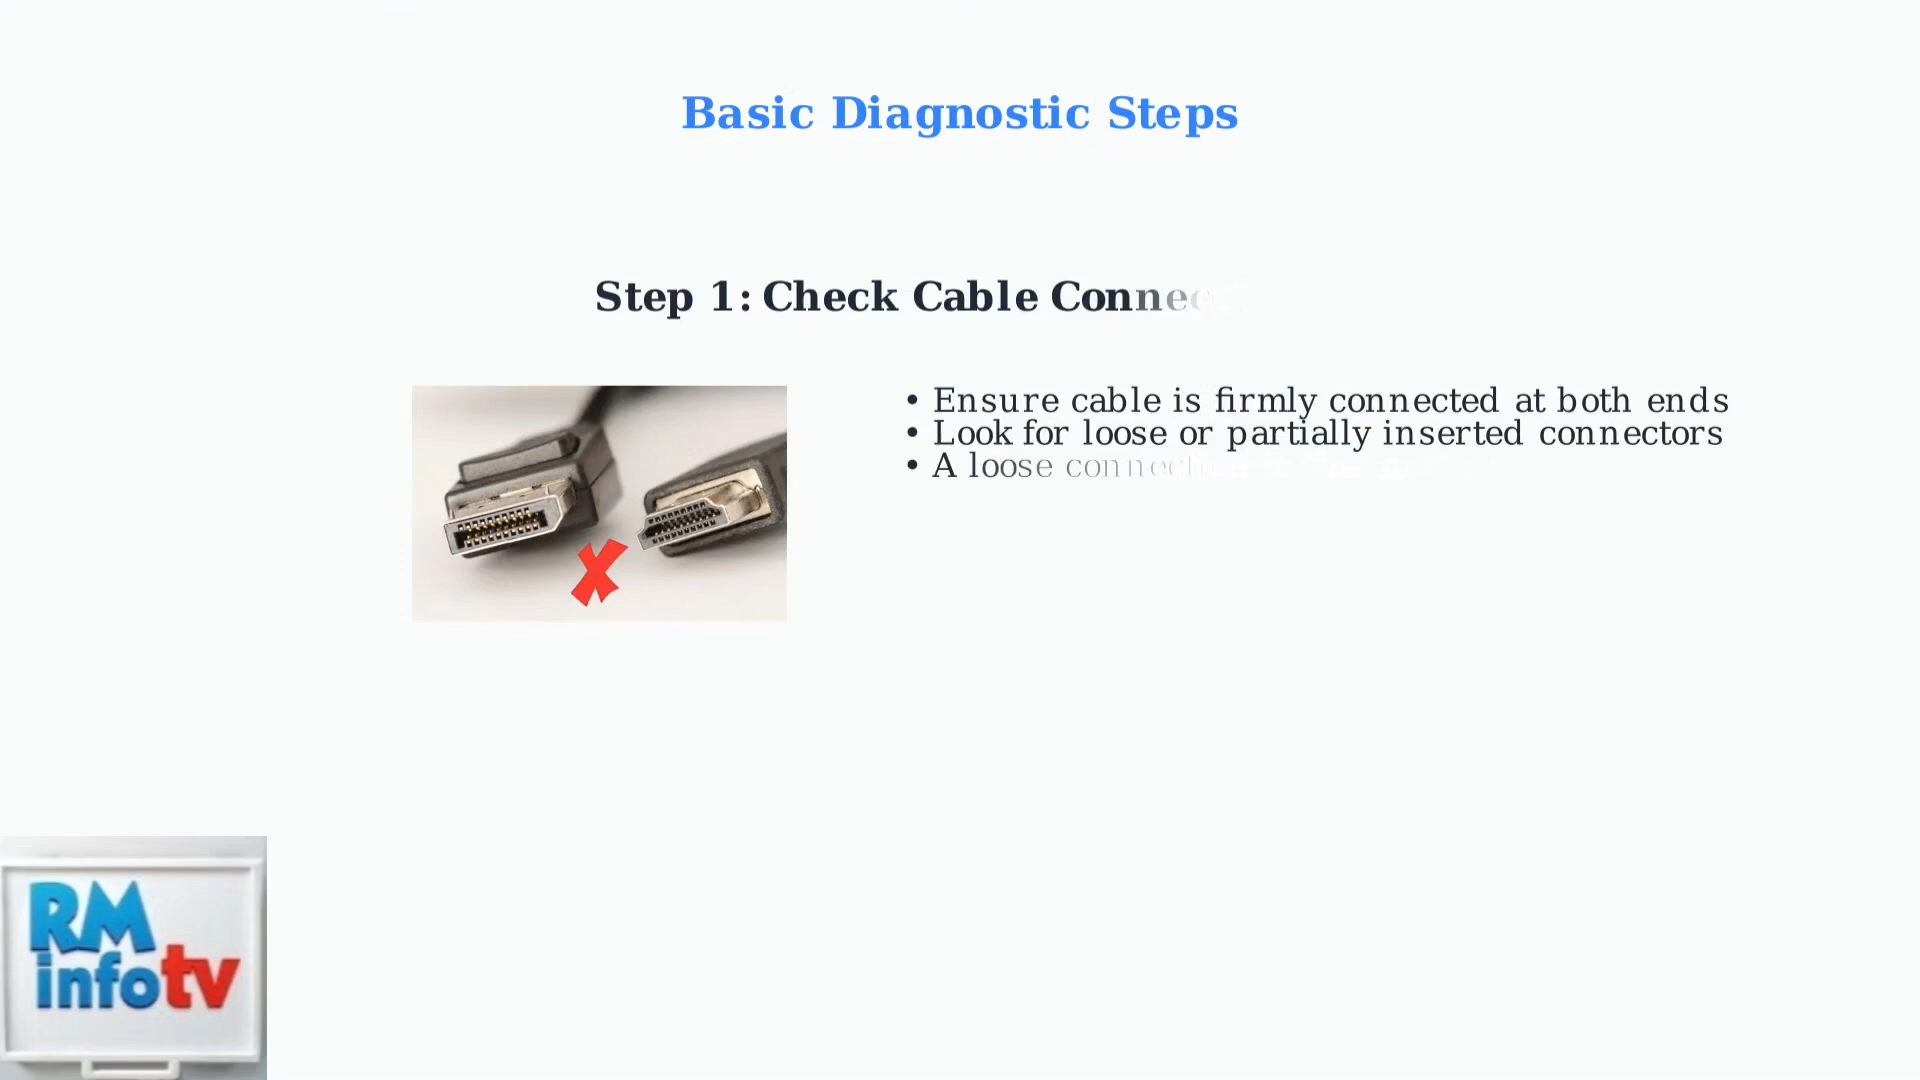 Basic Diagnostic Steps
Step 1: Check Cable
• Ensure cable is firmly connected at both ends
• Look for loose or partially inserted connectors
• A loose
RM
infotv